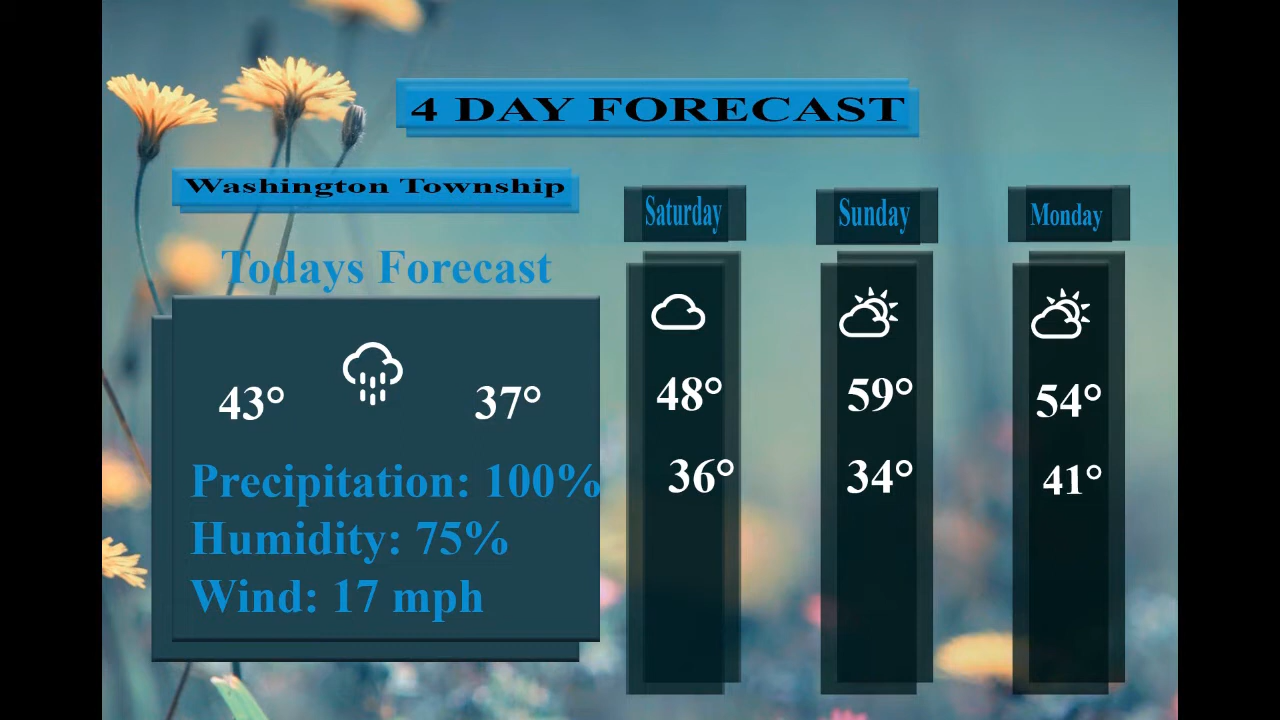 4 DAY FORECAST
Washington Township
Todays Forecast
43° 37°
Precipitation: 100%
Humidity: 75%
Wind: 17 mph
Saturday
48°
36°
Sunday
59°
34°
Monday
54°
41°